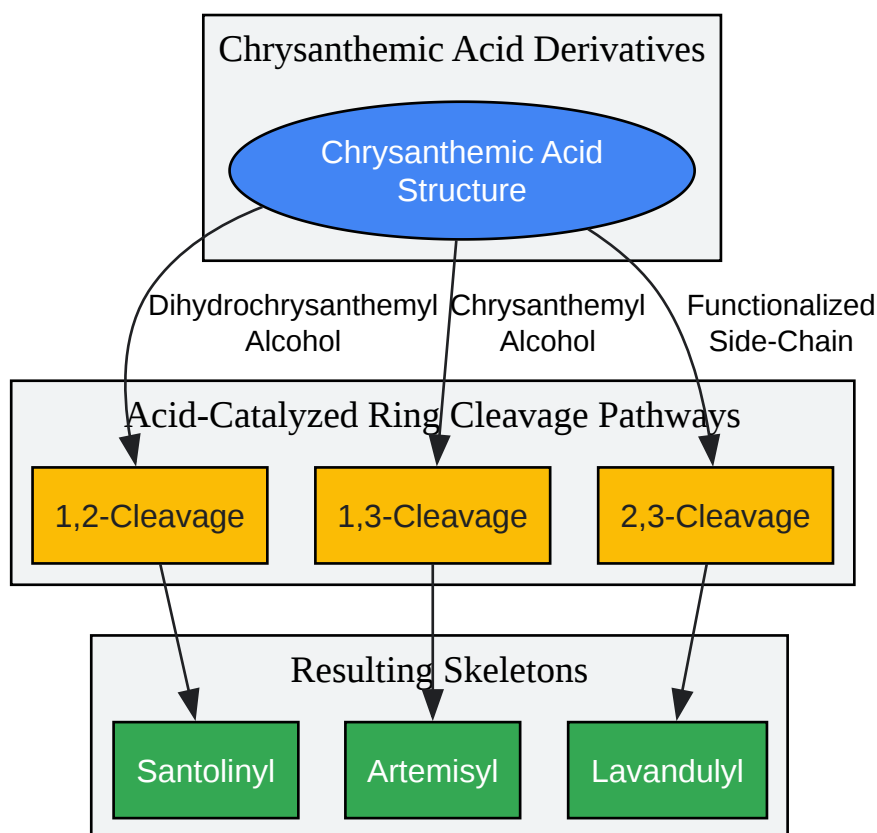 Chrysanthemic Acid Derivatives
Chrysanthemic Acid
Structure
Dihydrochrysanthemyl
Alcohol
Chrysanthemyl
Alcohol
Functionalized
Side-Chain
Acid-Catalyzed Ring Cleavage Pathways
1,2-Cleavage
1,3-Cleavage
2,3-Cleavage
Resulting Skeletons
Santolinyl
Artemisyl
Lavandulyl